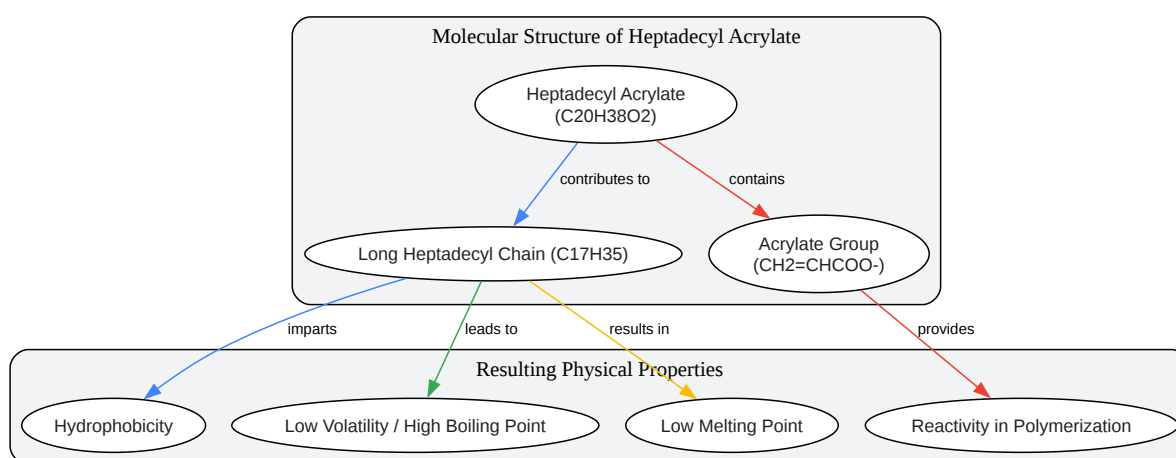 Molecular Structure of Heptadecyl Acrylate
Heptadecyl Acrylate
(C20H38O2)
contributes to
contains
Long Heptadecyl Chain (C17H35)
Acrylate Group
(CH2=CHCOO-)
imparts
leads to
results in
provides
Resulting Physical Properties
Hydrophobicity
Low Volatility / High Boiling Point
Low Melting Point
Reactivity in Polymerization